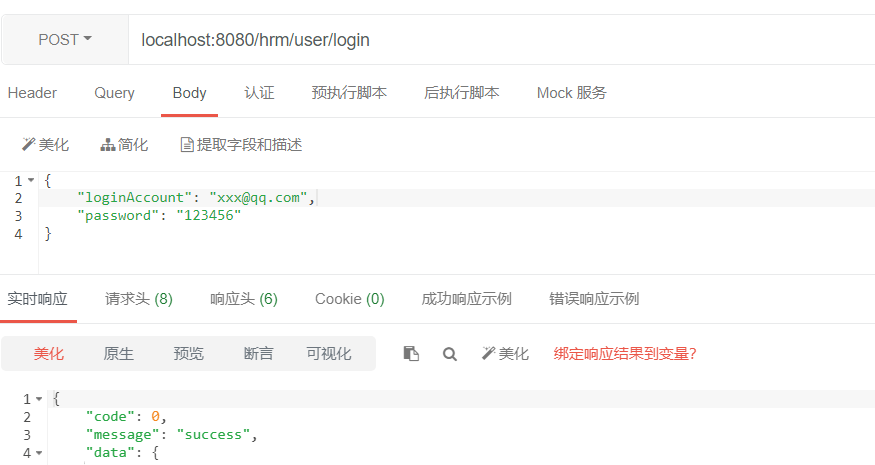 POST localhost:8080/hrm/user/login
Header Query Body 认证 预执行脚本 后执行脚本 Mock 服务
美化 简化 提取字段和描述
1 {
2 "loginAccount": "xxx@qq.com",
3 "password": "123456"
4 }
实时响应 请求头 (8) 响应头 (6) Cookie (0) 成功响应示例 错误响应示例
美化 原生 预览 断言 可视化 美化 绑定响应结果到变量?
1 {
2 "code": 0,
3 "message": "success",
4 "data": {